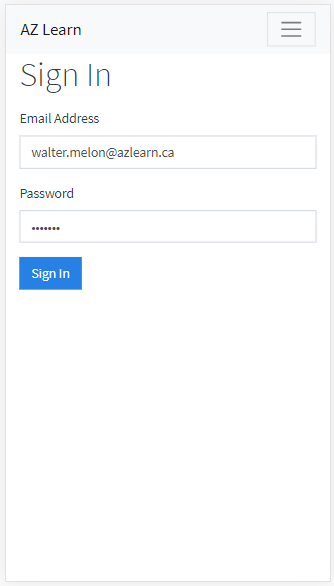 AZ Learn
Sign In
Email Address
walter.melon@azlearn.ca
Password
•••••••
Sign In